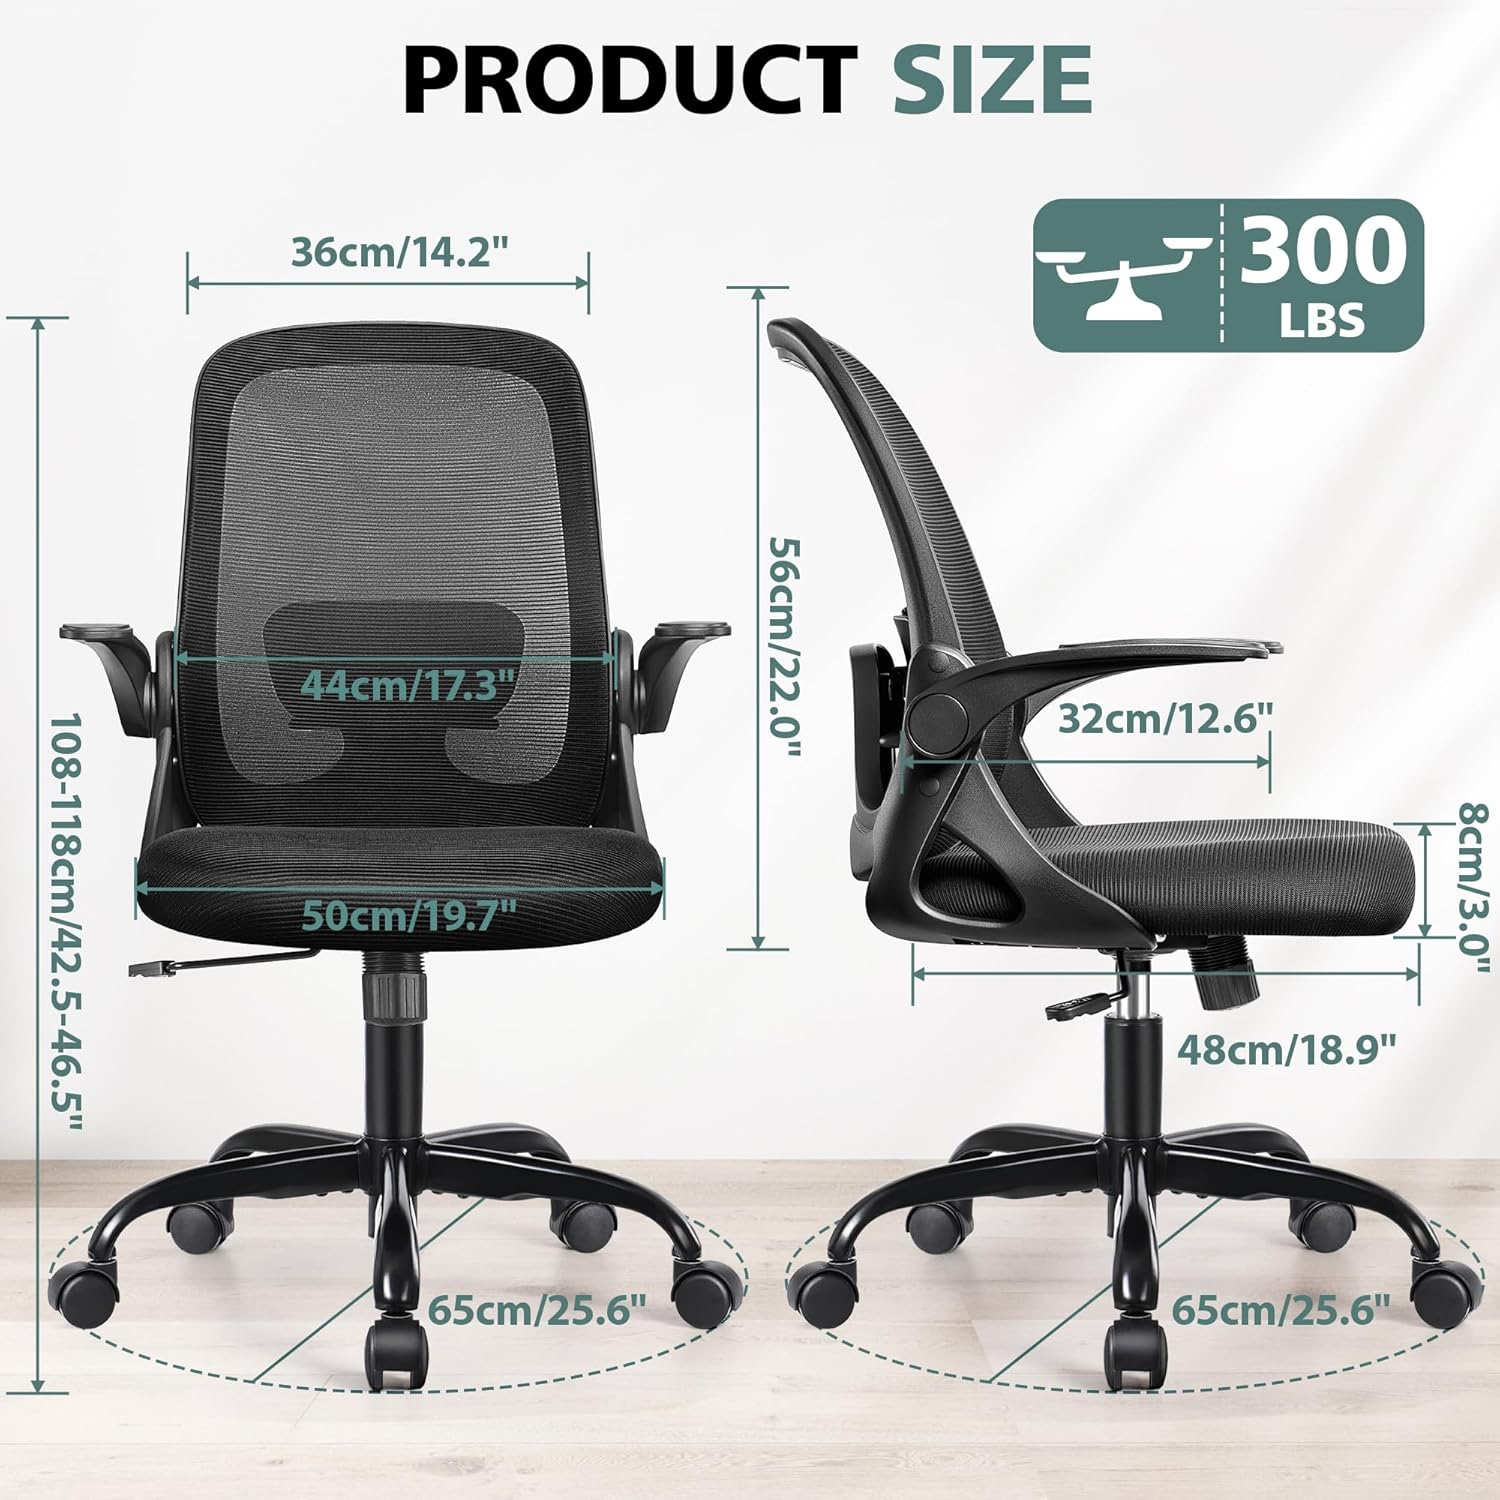 PRODUCT SIZE
300
LBS
36cm/14.2"
44cm/17.3"
50cm/19.7"
108-118cm/42.5-46.5"
65cm/25.6"
56cm/22.0"
32cm/12.6"
8cm/3.0"
48cm/18.9"
65cm/25.6"